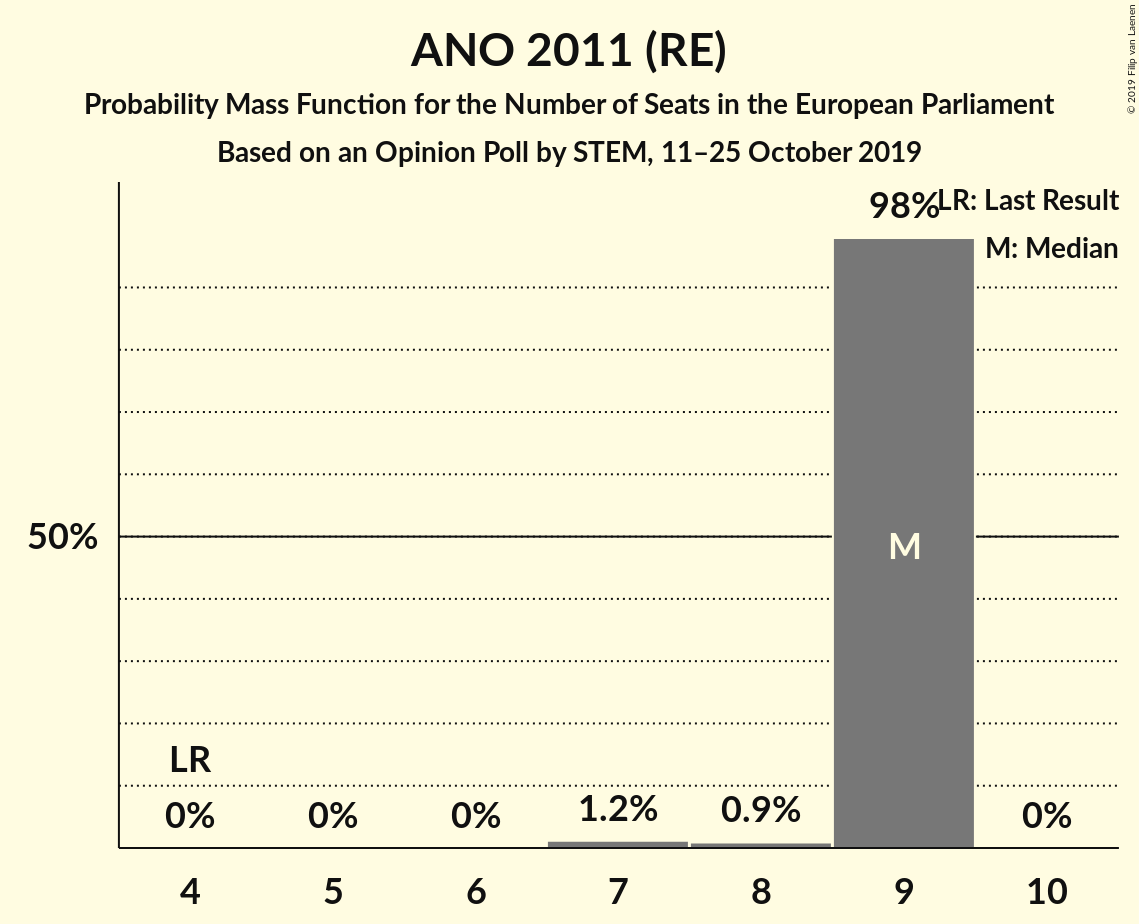 ANO 2011 (RE)
Probability Mass Function for the Number of Seats in the European Parliament
Based on an Opinion Poll by STEM, 11–25 October 2019
© 2019 Filip van Laenen
LR: Last Result
M: Median
98%
50%
M
LR
0%
0%
0%
1.2%
0.9%
0%
4
5
6
7
8
9
10